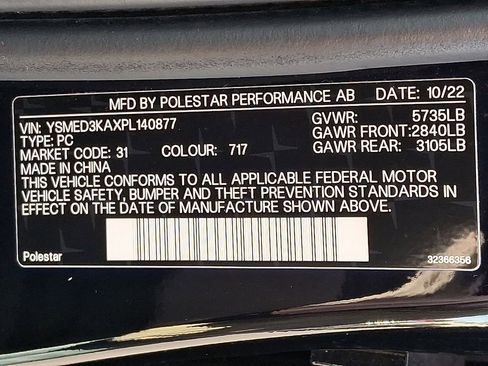 MFD BY POLESTAR PERFORMANCE AB DATE: 10/22
VIN: YSMED3KAXPL140877 GVWR: 5735LB
TYPE: PC GAWR FRONT: 2840LB
MARKET CODE: 31 COLOUR: 717 GAWR REAR: 3105LB
MADE IN CHINA
THIS VEHICLE CONFORMS TO ALL APPLICABLE FEDERAL MOTOR
VEHICLE SAFETY, BUMPER AND THEFT PREVENTION STANDARDS IN
EFFECT ON THE DATE OF MANUFACTURE SHOWN ABOVE.
Polestar 32366356